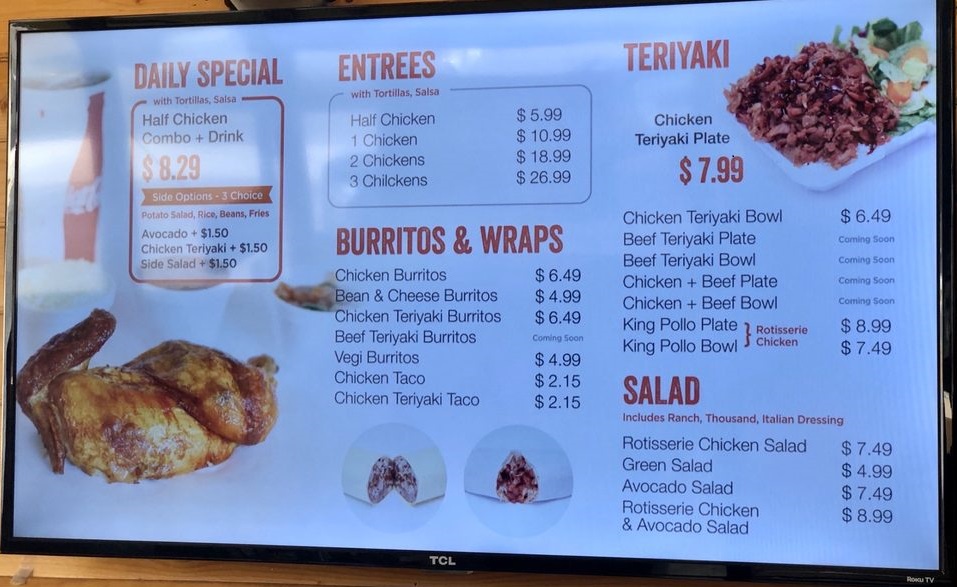 DAILY SPECIAL
with Tortillas, Salsa
Half Chicken
Combo + Drink
$ 8.29
Side Options - 3 Choice
Potato Salad, Rice, Beans, Fries
Avocado + $1.50
Chicken Teriyaki + $1.50
Side Salad + $1.50
ENTREES
with Tortillas, Salsa
Half Chicken $ 5.99
1 Chicken $ 10.99
2 Chickens $ 18.99
3 Chilckens $ 26.99
BURRITOS & WRAPS
Chicken Burritos $ 6.49
Bean & Cheese Burritos $ 4.99
Chicken Teriyaki Burritos $ 6.49
Beef Teriyaki Burritos Coming Soon
Vegi Burritos $ 4.99
Chicken Taco $ 2.15
Chicken Teriyaki Taco $ 2.15
TERIYAKI
Chicken
Teriyaki Plate
$ 7.99
Chicken Teriyaki Bowl $ 6.49
Beef Teriyaki Plate Coming Soon
Beef Teriyaki Bowl Coming Soon
Chicken + Beef Plate Coming Soon
Chicken + Beef Bowl Coming Soon
King Pollo Plate } Rotisserie $ 8.99
King Pollo Bowl } Chicken $ 7.49
SALAD
Includes Ranch, Thousand, Italian Dressing
Rotisserie Chicken Salad $ 7.49
Green Salad $ 4.99
Avocado Salad $ 7.49
Rotisserie Chicken $ 8.99
& Avocado Salad
TCL
Roku TV